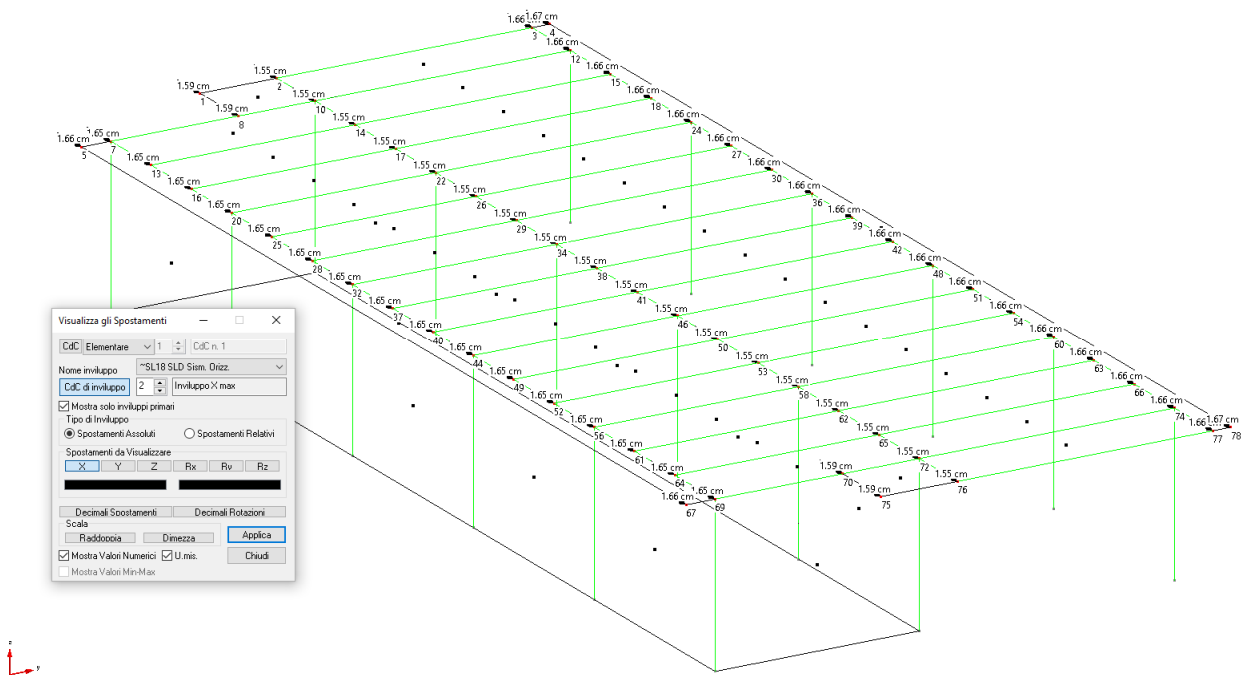 1.66 1.67 cm
3 4
1.66 cm
12
1.66 cm
15
1.66 cm
18
1.66 cm
24
1.66 cm
27
1.66 cm
30
1.66 cm
36
1.66 cm
39
1.66 cm
42
1.66 cm
48
1.66 cm
51
1.66 cm
54
1.66 cm
60
1.66 cm
63
1.66 cm
66
1.66 cm
74
1.66 1.67 cm
77 78
1.59 cm
1
1.59 cm
8
1.55 cm
2
1.55 cm
10
1.55 cm
14
1.55 cm
17
1.55 cm
22
1.55 cm
26
1.55 cm
29
1.55 cm
34
1.55 cm
38
1.55 cm
41
1.55 cm
46
1.55 cm
50
1.55 cm
53
1.55 cm
58
1.55 cm
62
1.55 cm
65
1.55 cm
72
1.55 cm
76
1.59 cm
70
1.59 cm
75
1.66 cm
5
1.65 cm
7
1.65 cm
13
1.65 cm
16
1.65 cm
20
1.65 cm
25
1.65 cm
28
1.65 cm
32
1.65 cm
37
1.65 cm
40
1.65 cm
44
1.65 cm
49
1.65 cm
52
1.65 cm
56
1.65 cm
61
1.65 cm
64
1.66 cm
67
1.65 cm
69
Visualizza gli Spostamenti
CdC Elementare 1 CdC n. 1
Nome inviluppo ~SL18 SLD Sism. Orizz.
CdC di inviluppo 2 Inviluppo X max
Mostra solo inviluppi primari
Tipo di Inviluppo
Spostamenti Assoluti Spostamenti Relativi
Spostamenti da Visualizzare
X Y Z Rx Ry Rz
Decimali Spostamenti Decimali Rotazioni
Scala
Raddoppia Dimezza Applica
Mostra Valori Numerici U.mis. Chiudi
Mostra Valori Min-Max
z
y